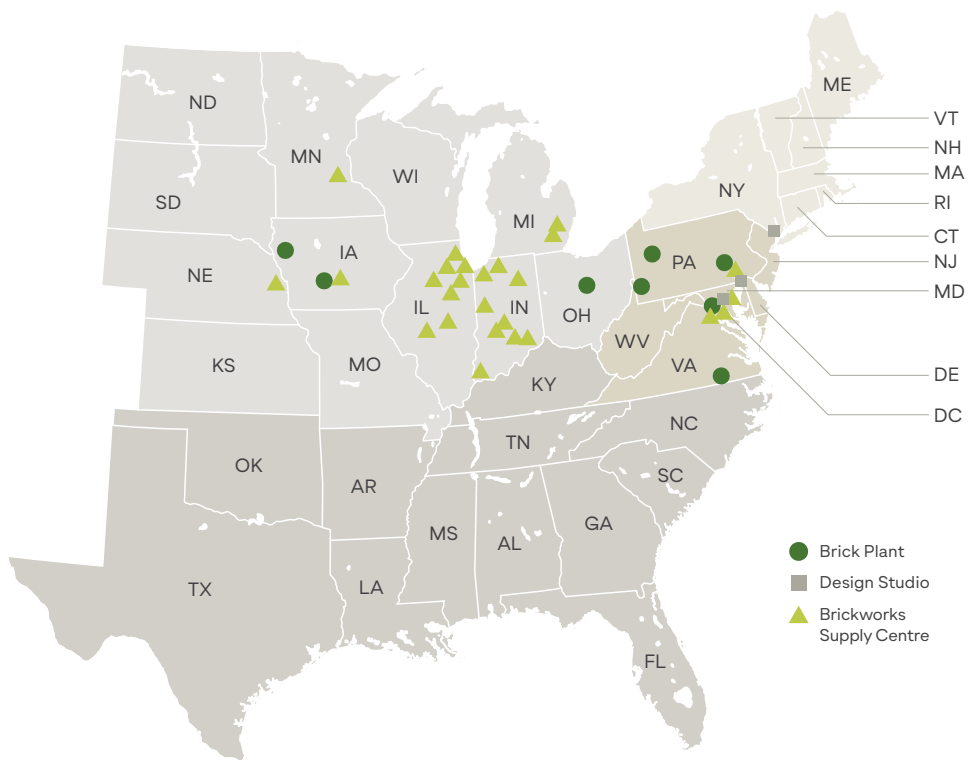 ME
ND
VT
MN
NH
WI
MA
NY
SD
RI
MI
CT
IA
PA
NJ
NE
MD
IL
IN
OH
WV
KS
MO
VA
DE
KY
DC
NC
TN
OK
SC
AR
GA
MS
AL
Brick Plant
Design Studio
TX
LA
Brickworks
Supply Centre
FL